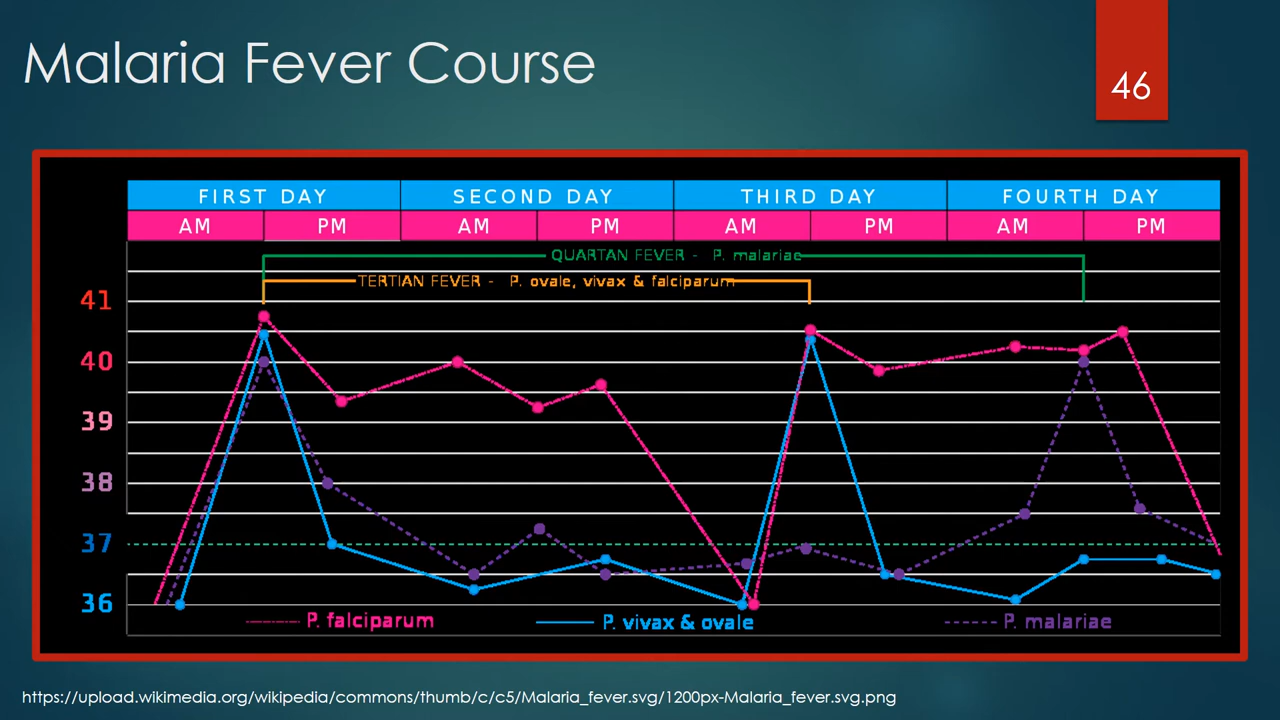 Malaria Fever Course
46
FIRST DAY SECOND DAY THIRD DAY FOURTH DAY
AM PM AM PM AM PM AM PM
QUARTAN FEVER - P. malariae
TERTIAN FEVER - P. ovale, vivax & falciparum
41
40
39
38
37
36
P. falciparum P. vivax & ovale P. malariae
https://upload.wikimedia.org/wikipedia/commons/thumb/c/c5/Malaria_fever.svg/1200px-Malaria_fever.svg.png